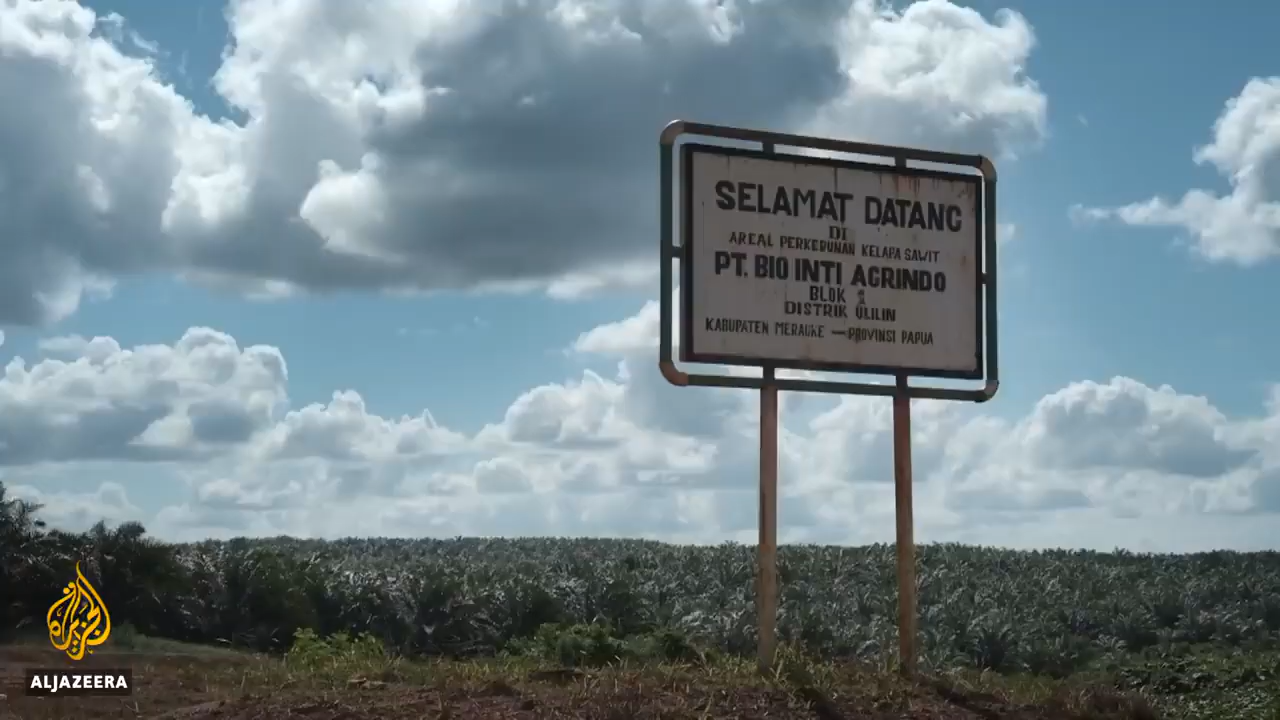 SELAMAT DATANG
DI
AREAL PERKEBUNAN KELAPA SAWIT
PT. BIO INTI AGRINDO
BLOK 1
DISTRIK ULILIN
KABUPATEN MERAUKE — PROVINSI PAPUA
ALJAZEERA